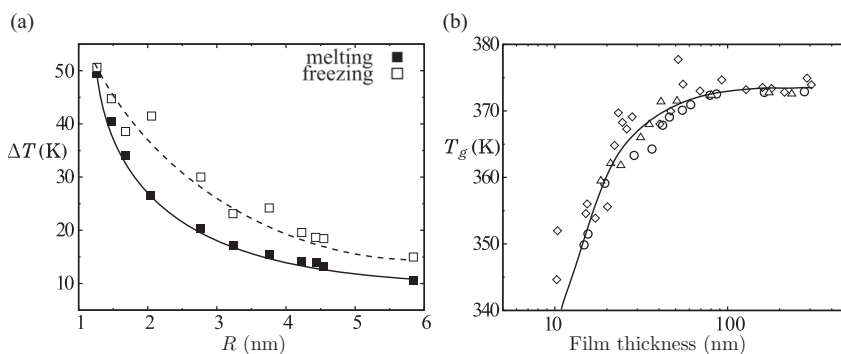 (a)
50
40
30
20
10
ΔT (K)
melting
freezing
1
2
3
4
5
6
R (nm)
(b)
380
370
360
350
340
T_g (K)
10
100
Film thickness (nm)